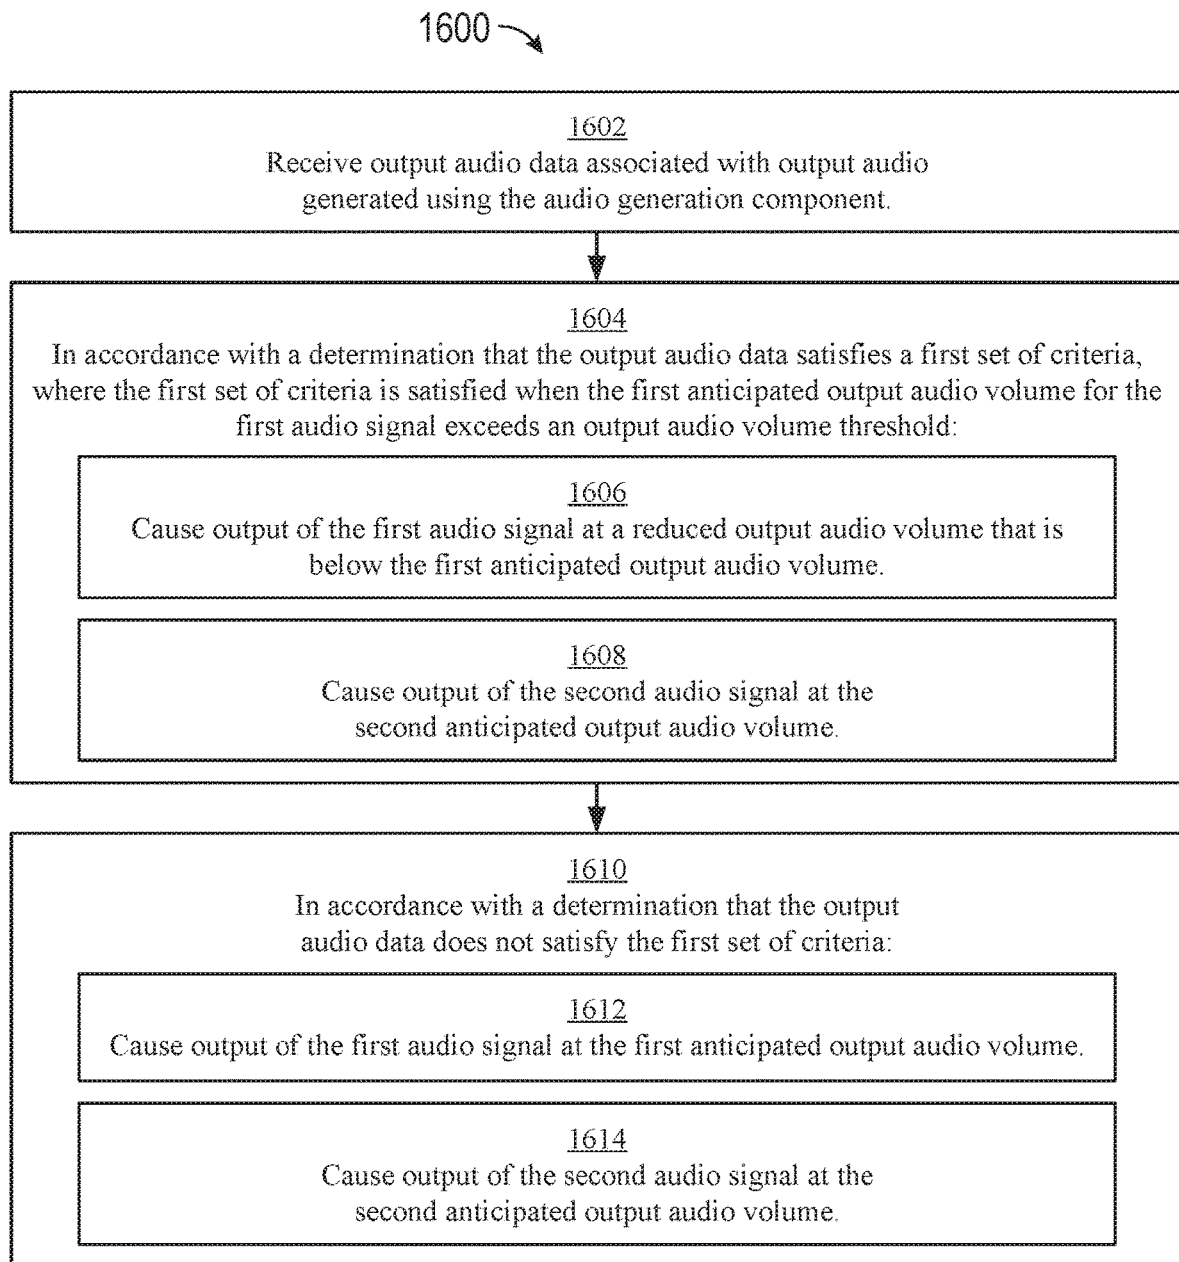 1600
1602
Receive output audio data associated with output audio
generated using the audio generation component.
1604
In accordance with a determination that the output audio data satisfies a first set of criteria,
where the first set of criteria is satisfied when the first anticipated output audio volume for the
first audio signal exceeds an output audio volume threshold:
1606
Cause output of the first audio signal at a reduced output audio volume that is
below the first anticipated output audio volume.
1608
Cause output of the second audio signal at the
second anticipated output audio volume.
1610
In accordance with a determination that the output
audio data does not satisfy the first set of criteria:
1612
Cause output of the first audio signal at the first anticipated output audio volume.
1614
Cause output of the second audio signal at the
second anticipated output audio volume.